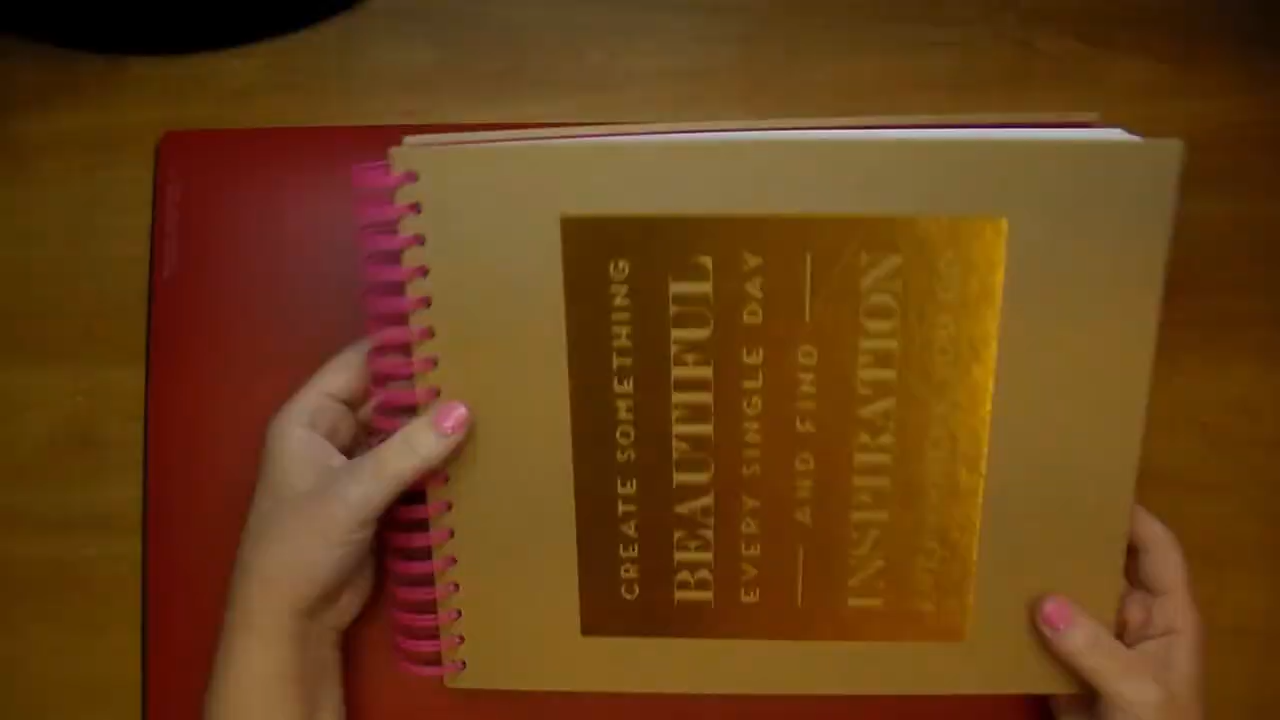 CREATE SOMETHING
BEAUTIFUL
EVERY SINGLE DAY
AND FIND
INSPIRATION